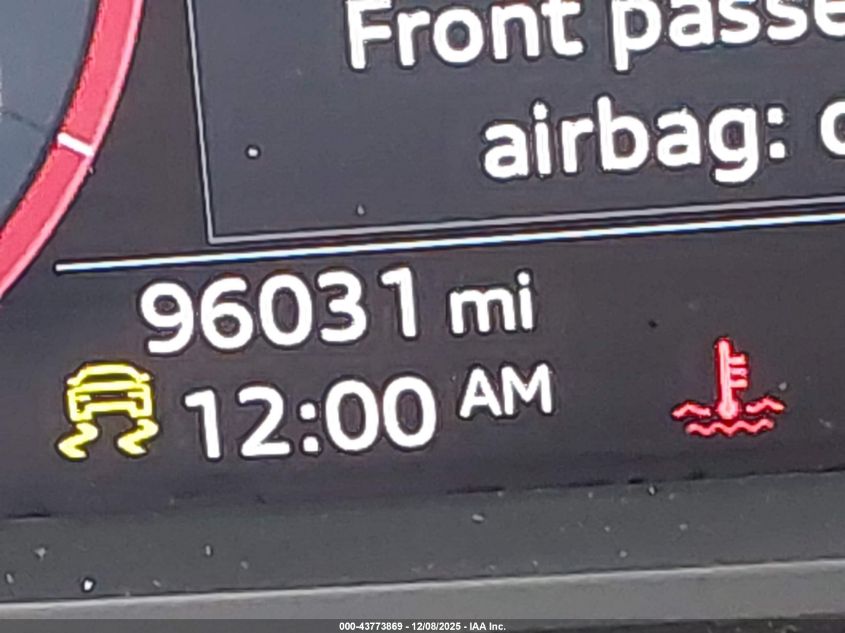 Front passe
airbag:
96031 mi
12:00 AM
000-43773869 - 12/08/2025 - IAA Inc.